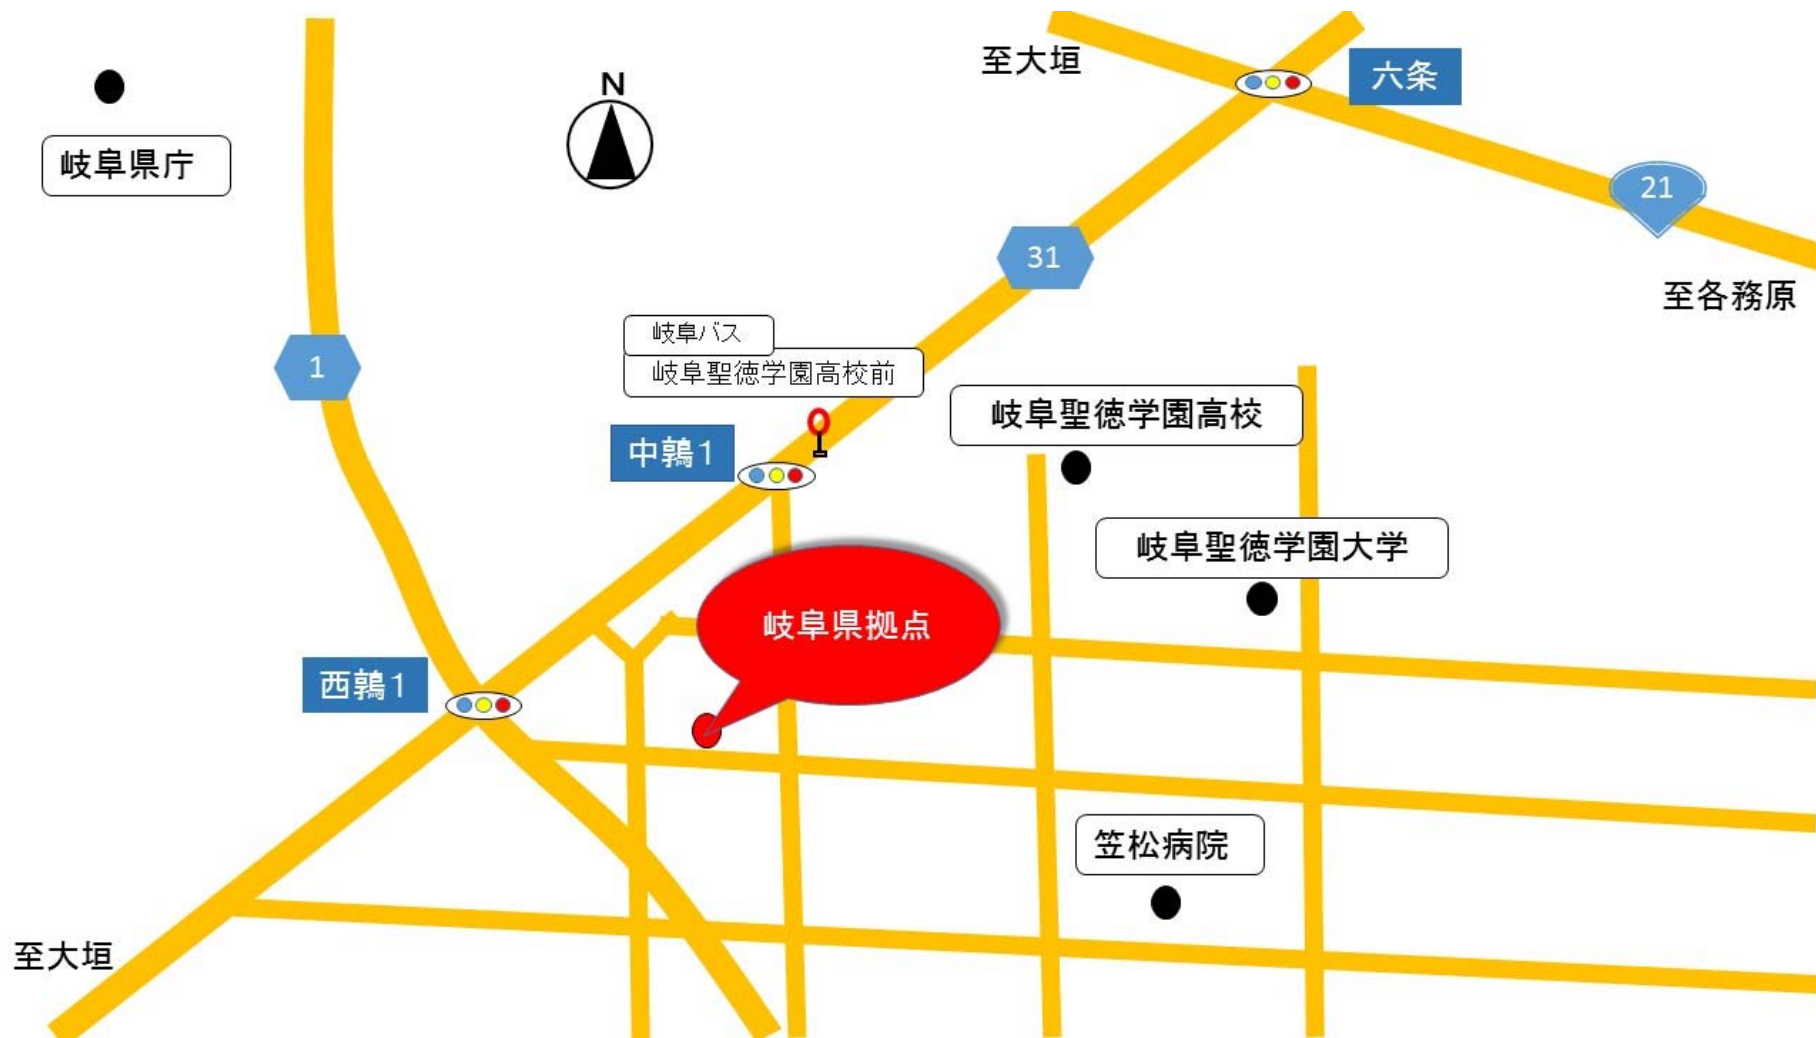 N
至大垣
六条
岐阜県庁
21
31
至各務原
岐阜バス
岐阜聖徳学園高校前
1
岐阜聖徳学園高校
中鶉1
岐阜聖徳学園大学
岐阜県拠点
西鶉1
笠松病院
至大垣